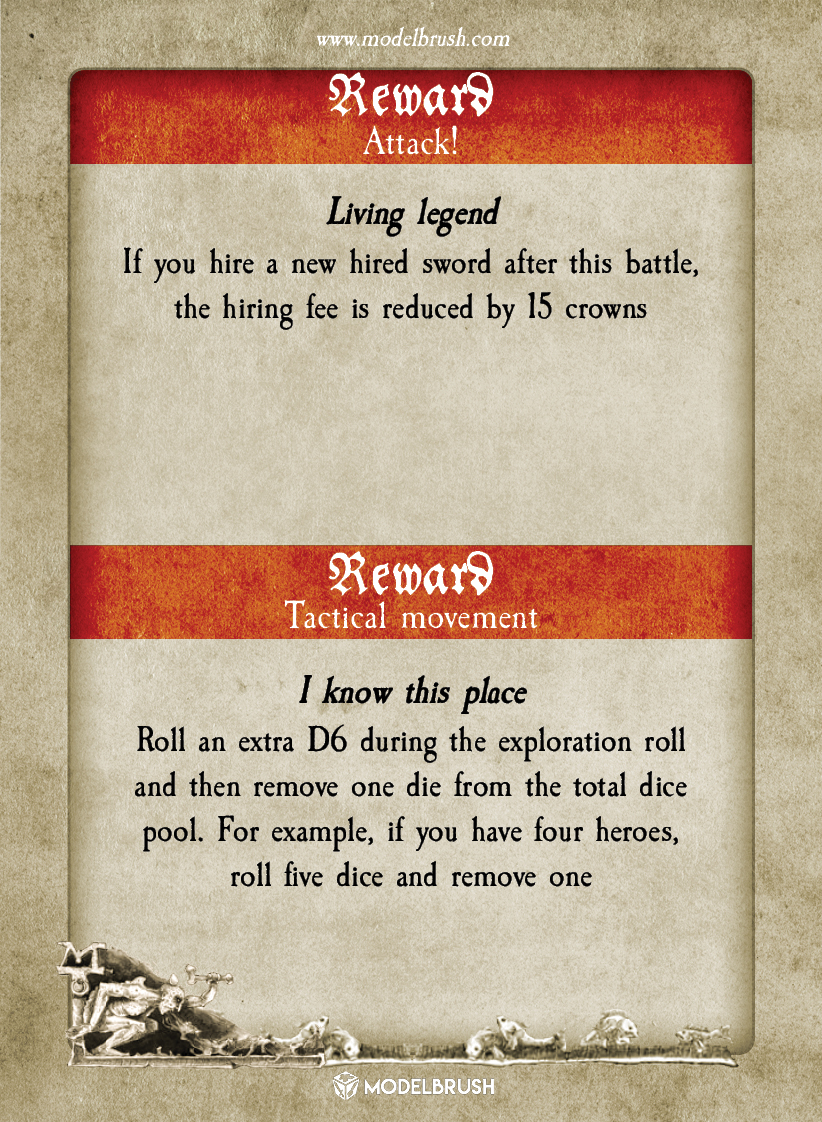 www.modelbrush.com
Reward
Attack!
Living legend
If you hire a new hired sword after this battle,
the hiring fee is reduced by 15 crowns
Reward
Tactical movement
I know this place
Roll an extra D6 during the exploration roll
and then remove one die from the total dice
pool. For example, if you have four heroes,
roll five dice and remove one
M
MODELBRUSH